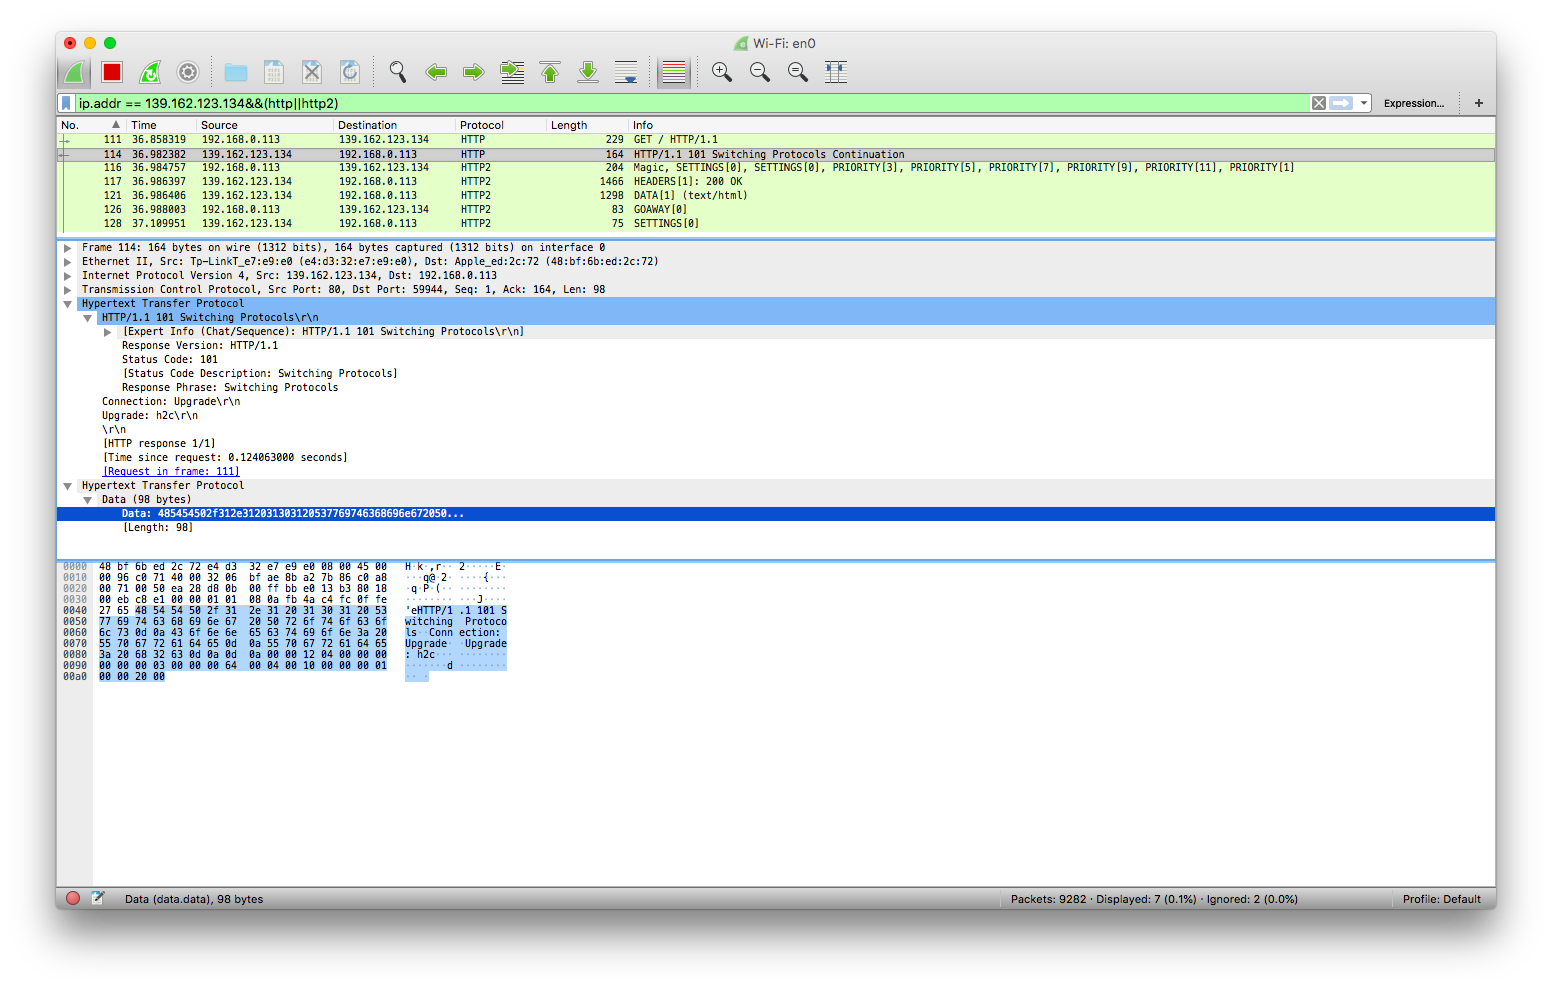 Wi-Fi: en0
ip.addr == 139.162.123.134&&(http||http2)
Expression... +
No. Time Source Destination Protocol Length Info
111 36.858319 192.168.0.113 139.162.123.134 HTTP 229 GET / HTTP/1.1
114 36.982382 139.162.123.134 192.168.0.113 HTTP 164 HTTP/1.1 101 Switching Protocols Continuation
116 36.984757 192.168.0.113 139.162.123.134 HTTP2 204 Magic, SETTINGS[0], SETTINGS[0], PRIORITY[3], PRIORITY[5], PRIORITY[7], PRIORITY[9], PRIORITY[11], PRIORITY[1]
117 36.986397 139.162.123.134 192.168.0.113 HTTP2 1466 HEADERS[1]: 200 OK
121 36.986406 139.162.123.134 192.168.0.113 HTTP2 1298 DATA[1] (text/html)
126 36.988003 192.168.0.113 139.162.123.134 HTTP2 83 GOAWAY[0]
128 37.109951 139.162.123.134 192.168.0.113 HTTP2 75 SETTINGS[0]
Frame 114: 164 bytes on wire (1312 bits), 164 bytes captured (1312 bits) on interface 0
Ethernet II, Src: Tp-LinkT_e7:e9:e0 (e4:d3:32:e7:e9:e0), Dst: Apple_ed:2c:72 (48:bf:6b:ed:2c:72)
Internet Protocol Version 4, Src: 139.162.123.134, Dst: 192.168.0.113
Transmission Control Protocol, Src Port: 80, Dst Port: 59944, Seq: 1, Ack: 164, Len: 98
Hypertext Transfer Protocol
HTTP/1.1 101 Switching Protocols\r\n
[Expert Info (Chat/Sequence): HTTP/1.1 101 Switching Protocols\r\n]
Response Version: HTTP/1.1
Status Code: 101
[Status Code Description: Switching Protocols]
Response Phrase: Switching Protocols
Connection: Upgrade\r\n
Upgrade: h2c\r\n
\r\n
[HTTP response 1/1]
[Time since request: 0.124063000 seconds]
[Request in frame: 111]
Hypertext Transfer Protocol
Data (98 bytes)
Data: 485454502f312e312031303120537769746368696e672050...
[Length: 98]
0000 48 bf 6b ed 2c 72 e4 d3 32 e7 e9 e0 08 00 45 00 H·k·,r·· 2·····E·
0010 00 96 c0 71 40 00 32 06 bf ae 8b a2 7b 86 c0 a8 ···q@·2· ····{···
0020 00 71 00 50 ea 28 d8 0b 00 ff bb e0 13 b3 80 18 ·q·P·(·· ········
0030 00 eb c8 e1 00 00 01 01 08 0a fb 4a c4 fc 0f fe ········ ···J····
0040 27 65 48 54 54 50 2f 31 2e 31 20 31 30 31 20 53 'eHTTP/1 .1 101 S
0050 77 69 74 63 68 69 6e 67 20 50 72 6f 74 6f 63 6f witching Protoco
0060 6c 73 0d 0a 43 6f 6e 6e 65 63 74 69 6f 6e 3a 20 ls··Conn ection:
0070 55 70 67 72 61 64 65 0d 0a 55 70 67 72 61 64 65 Upgrade· ·Upgrade
0080 3a 20 68 32 63 0d 0a 0d 0a 00 00 12 04 00 00 00 : h2c··· ········
0090 00 00 00 03 00 00 00 64 00 04 00 10 00 00 00 01 ·······d ········
00a0 00 00 20 00 ·· ·
Data (data.data), 98 bytes
Packets: 9282 · Displayed: 7 (0.1%) · Ignored: 2 (0.0%)
Profile: Default